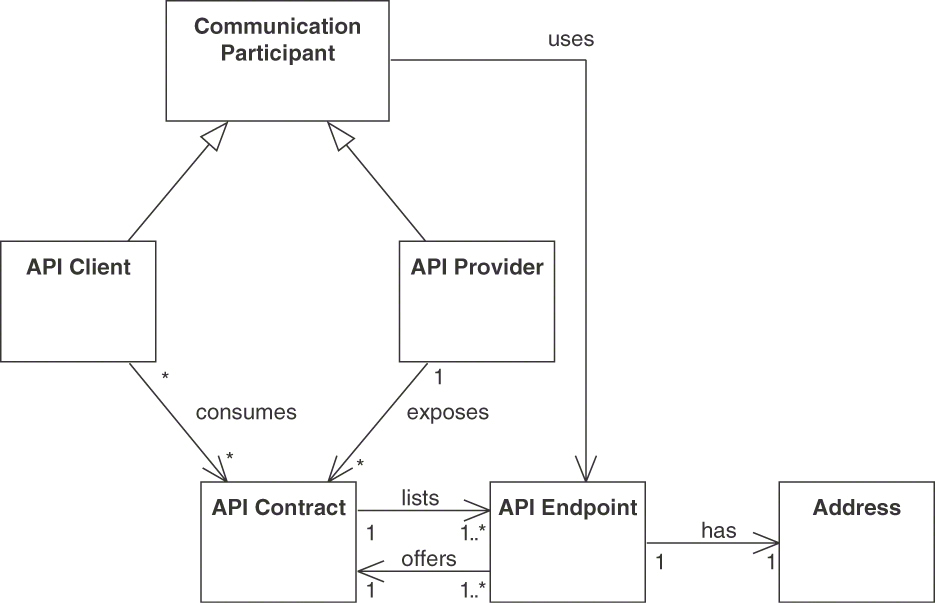 Communication
Participant
uses
API Client
API Provider
*
1
consumes
exposes
*
*
API Contract
lists
API Endpoint
Address
1
1..*
has
offers
1
1
1
1..*